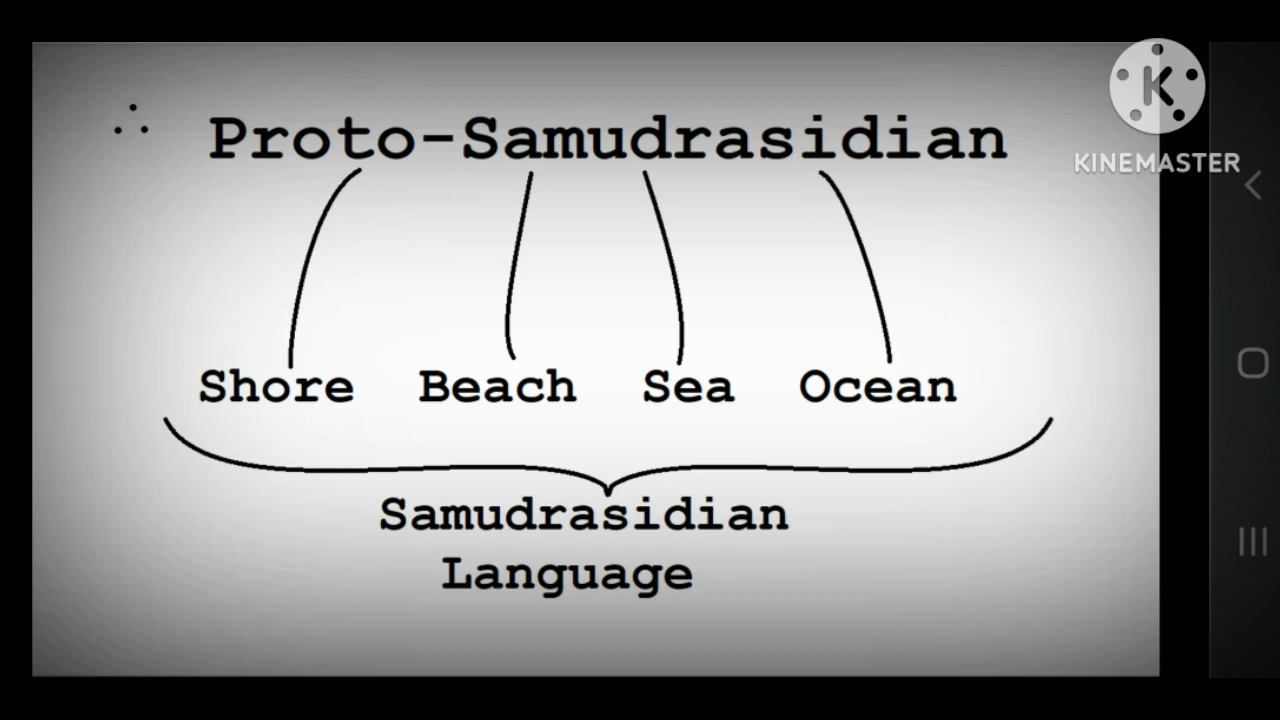 Proto-Samudrasidian
KINEMASTER
Shore Beach Sea Ocean
Samudrasidian
Language